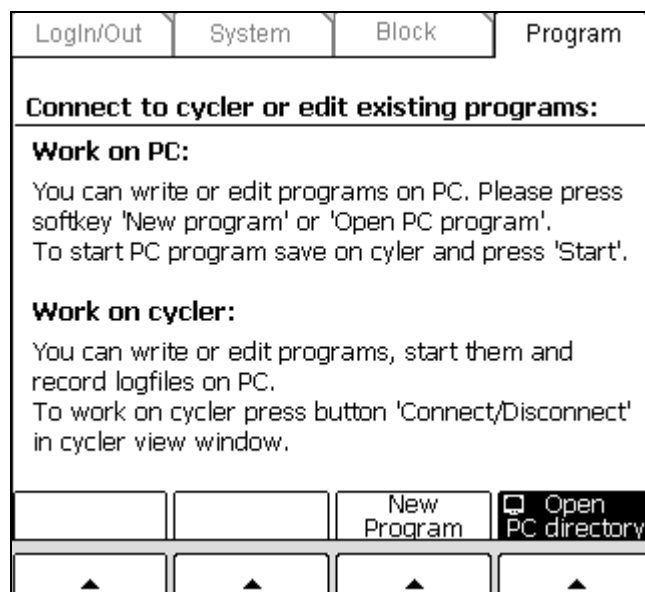 LogIn/Out System Block Program
Connect to cycler or edit existing programs:
Work on PC:
You can write or edit programs on PC. Please press
softkey 'New program' or 'Open PC program'.
To start PC program save on cyler and press 'Start'.
Work on cycler:
You can write or edit programs, start them and
record logfiles on PC.
To work on cycler press button 'Connect/Disconnect'
in cycler view window.
New Open
Program PC directory